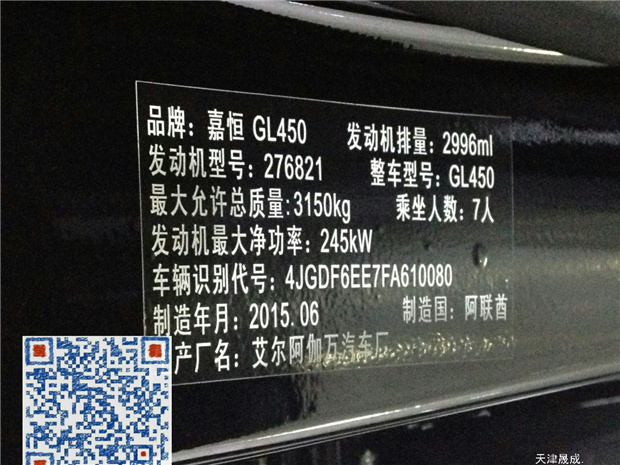 品牌: 嘉恒 GL450 发动机排量: 2996ml
发动机型号: 276821 整车型号: GL450
最大允许总质量:3150kg 乘坐人数: 7人
发动机最大净功率: 245kW
车辆识别代号: 4JGDF6EE7FA610080
制造年月: 2015.06 制造国: 阿联酋
产厂名: 艾尔阿伽万汽车厂
天津晟成.